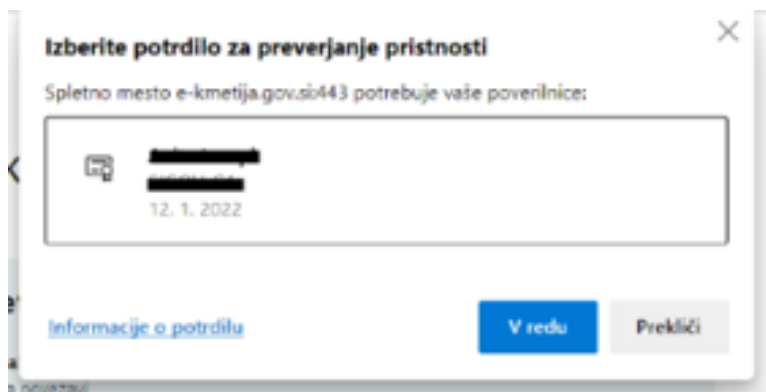 Izberite potrdilo za preverjanje pristnosti
Spletno mesto e-kmetija.gov.si:443 potrebuje vaše poverilnice:
12. 1. 2022
Informacije o potrdilu
V redu
Prekliči
povezavi